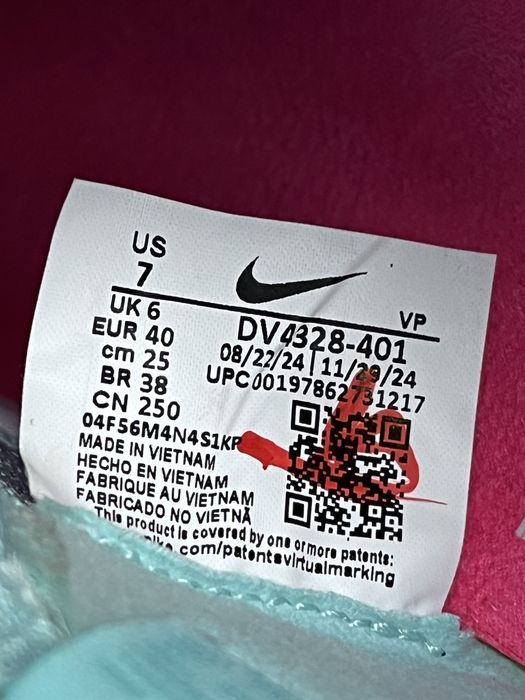 US
7
UK 6
EUR 40
cm 25
BR 38
CN 250
VP
DV4328-401
08/22/24 | 11/29/24
UPC 00197862731217
04F56M4N4S1KP
MADE IN VIETNAM
HECHO EN VIETNAM
FABRIQUE AU VIETNAM
FABRICADO NO VIETNÃ
This product is covered by one or more patents:
.com/patentsvirtualmarking